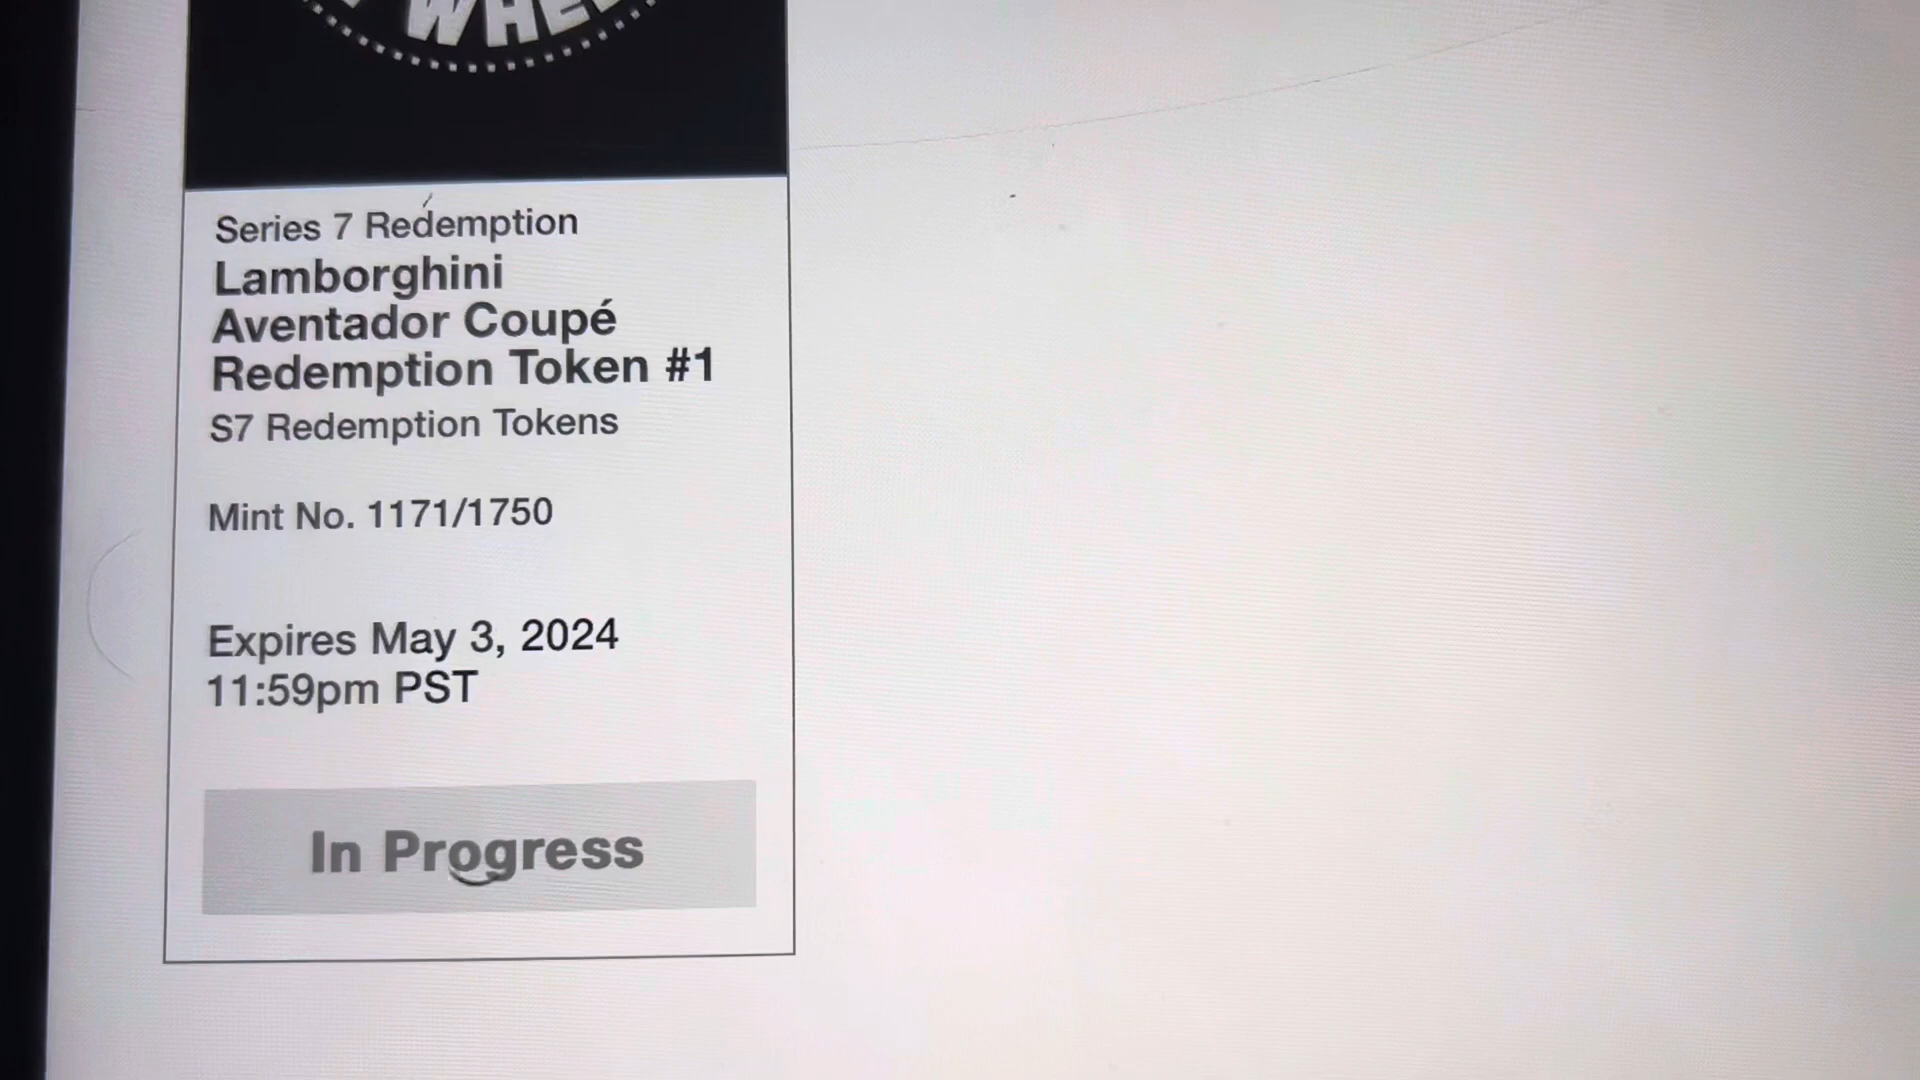 WHEE
Series 7 Redemption
Lamborghini
Aventador Coupé
Redemption Token #1
S7 Redemption Tokens
Mint No. 1171/1750
Expires May 3, 2024
11:59pm PST
In Progress